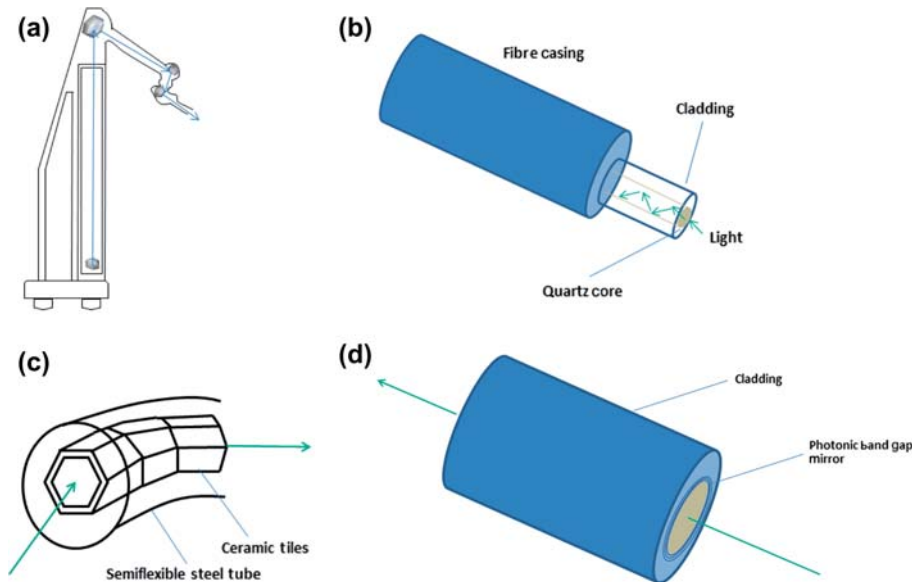 (a)
(b)
Fibre casing
Cladding
Light
Quartz core
(c)
Ceramic tiles
Semiflexible steel tube
(d)
Cladding
Photonic band gap
mirror